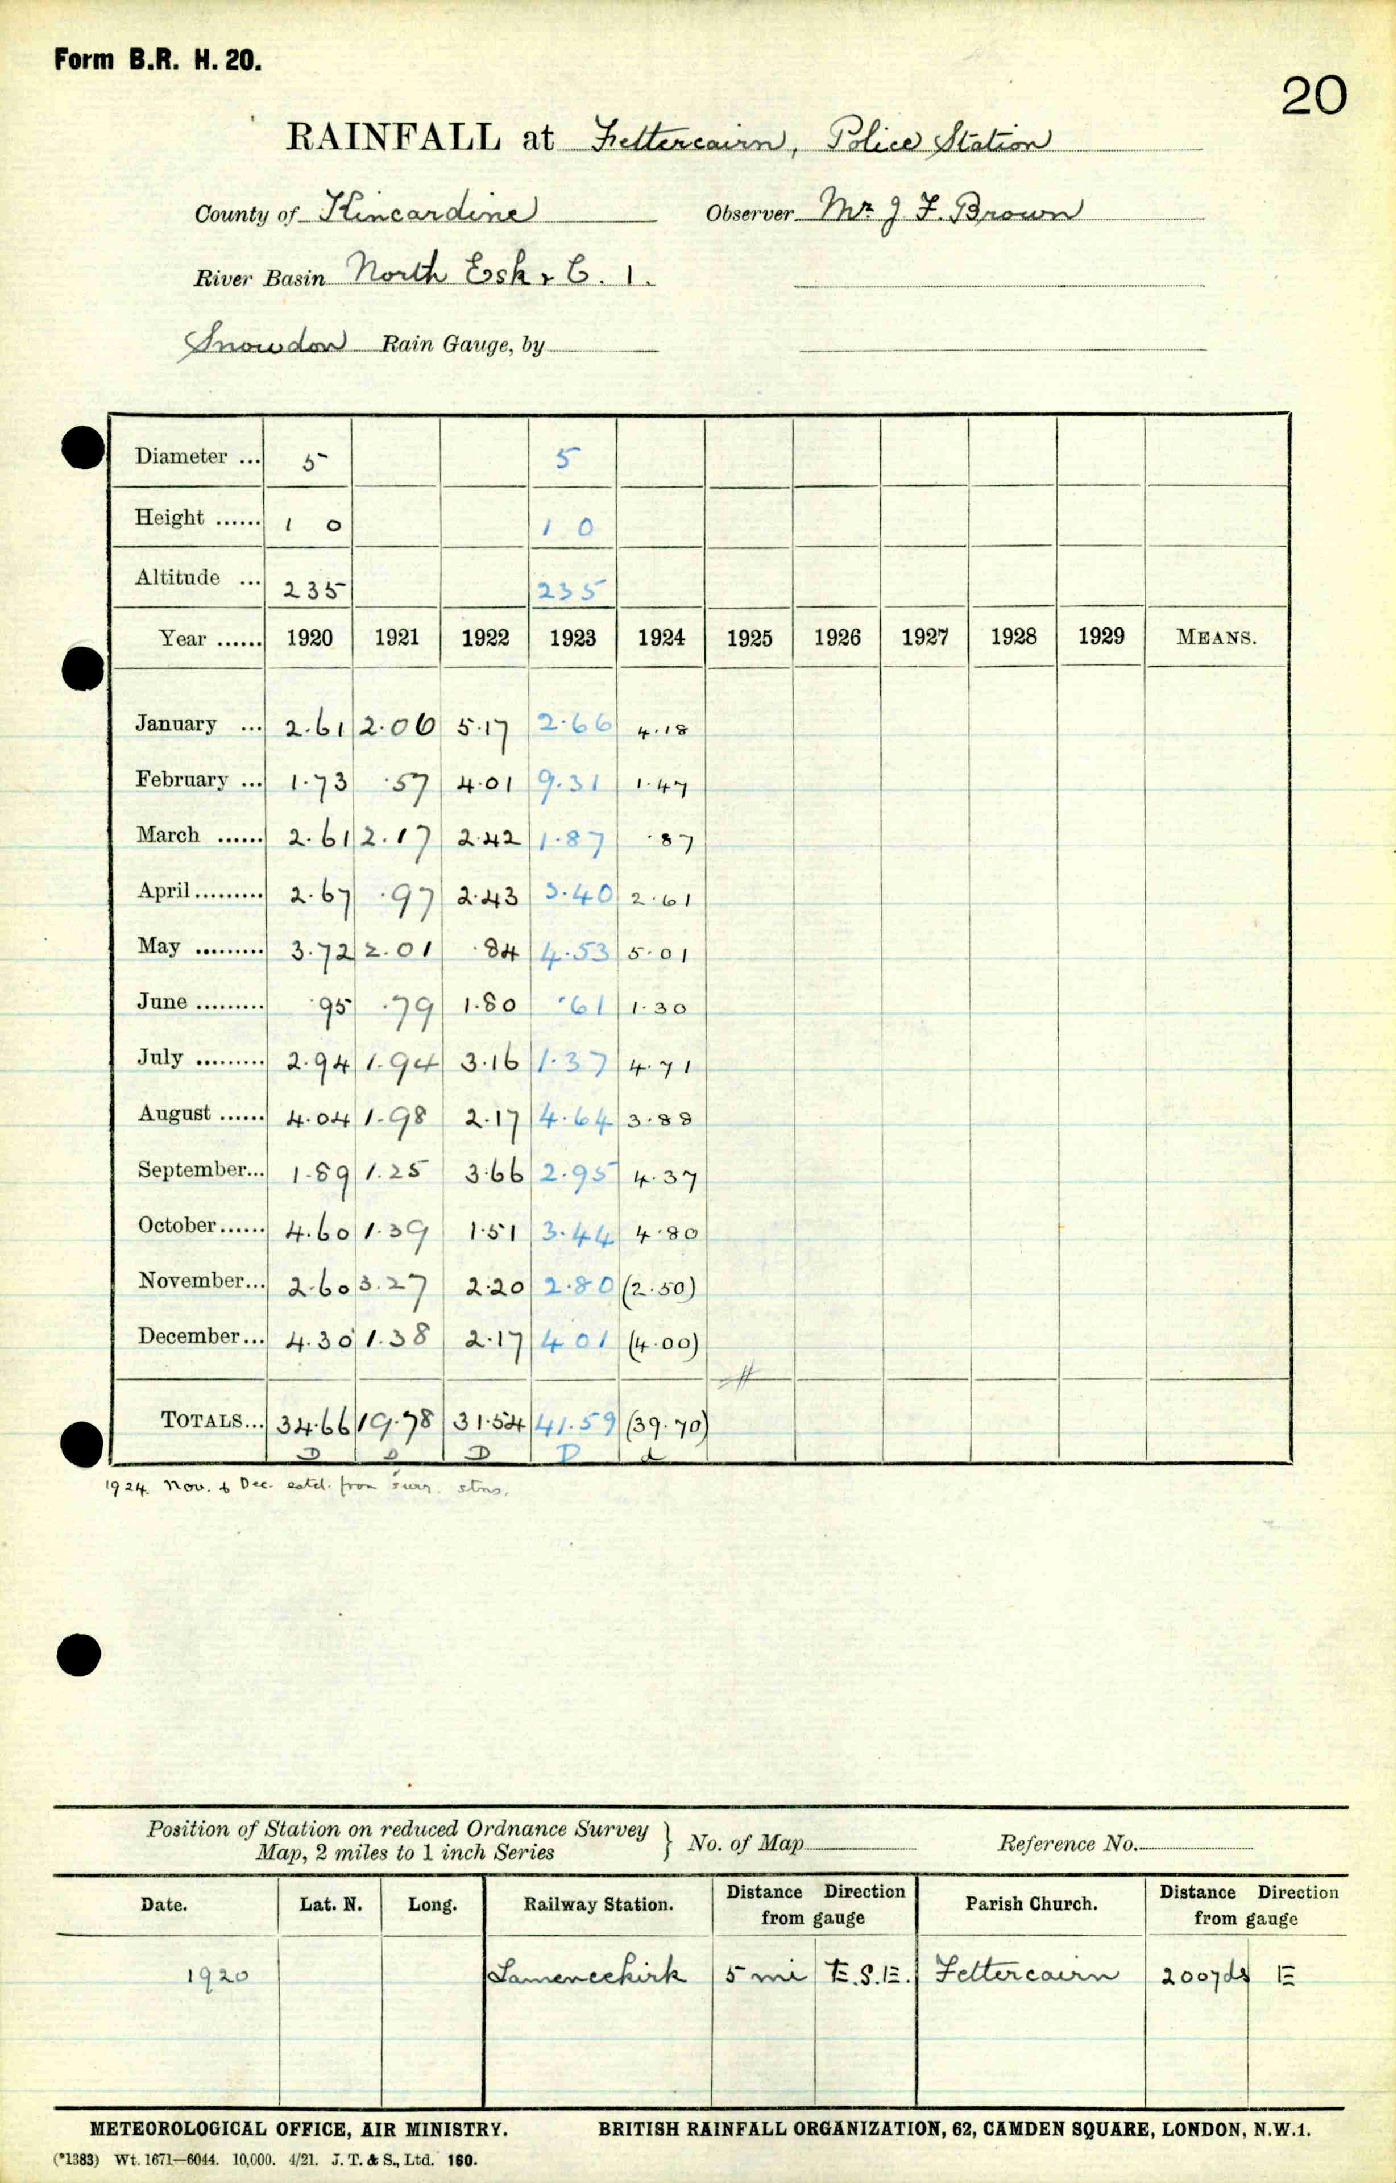 Form B.R. H. 20.
20
RAINFALL at Fettercairn, Police Station
County of Kincardine Observer Mr J. F. Brown
River Basin North Esk & C. 1.
Snowdon Rain Gauge, by
Diameter ... 5 5
Height ...... 1 0 1 0
Altitude ... 235 235
Year ...... 1920 1921 1922 1923 1924 1925 1926 1927 1928 1929 MEANS.
January ... 2.61 2.06 5.17 2.66 4.18
February ... 1.73 .57 4.01 9.31 1.47
March ...... 2.61 2.17 2.42 1.87 .87
April......... 2.67 .97 2.43 3.40 2.61
May ......... 3.72 2.01 .84 4.53 5.01
June ......... .95 .79 1.80 .61 1.30
July ......... 2.94 1.94 3.16 1.37 4.71
August ...... 4.04 1.98 2.17 4.64 3.88
September... 1.89 1.25 3.66 2.95 4.37
October...... 4.60 1.39 1.51 3.44 4.80
November... 2.60 3.27 2.20 2.80 (2.50)
December... 4.30 1.38 2.17 4 01 (4.00)
TOTALS... 34.66 19.78 31.54 41.59 (39.70)
D D D D d
1924. Nov. & Dec. estd. from surr. stns.
Position of Station on reduced Ordnance Survey
Map, 2 miles to 1 inch Series } No. of Map Reference No.
Date. Lat. N. Long. Railway Station. Distance Direction from gauge Parish Church. Distance Direction from gauge
1920 Lamencekirk 5 mi E.S.E. Fettercairn 200yds E
METEOROLOGICAL OFFICE, AIR MINISTRY. BRITISH RAINFALL ORGANIZATION, 62, CAMDEN SQUARE, LONDON, N.W.1.
(*1383) Wt. 1671—6044. 10,000. 4/21. J. T. & S., Ltd. 160.